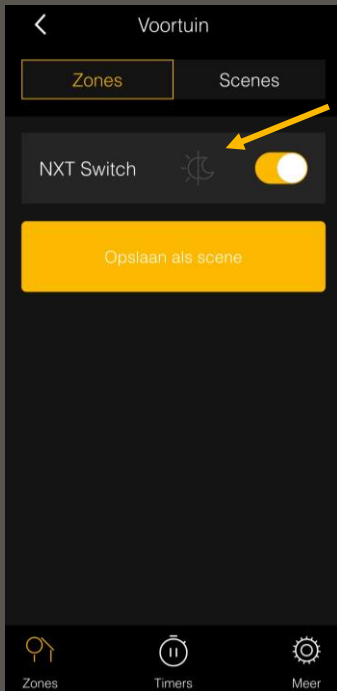 Voortuin
Zones Scenes
NXT Switch
Opslaan als scene
Zones Timers Meer